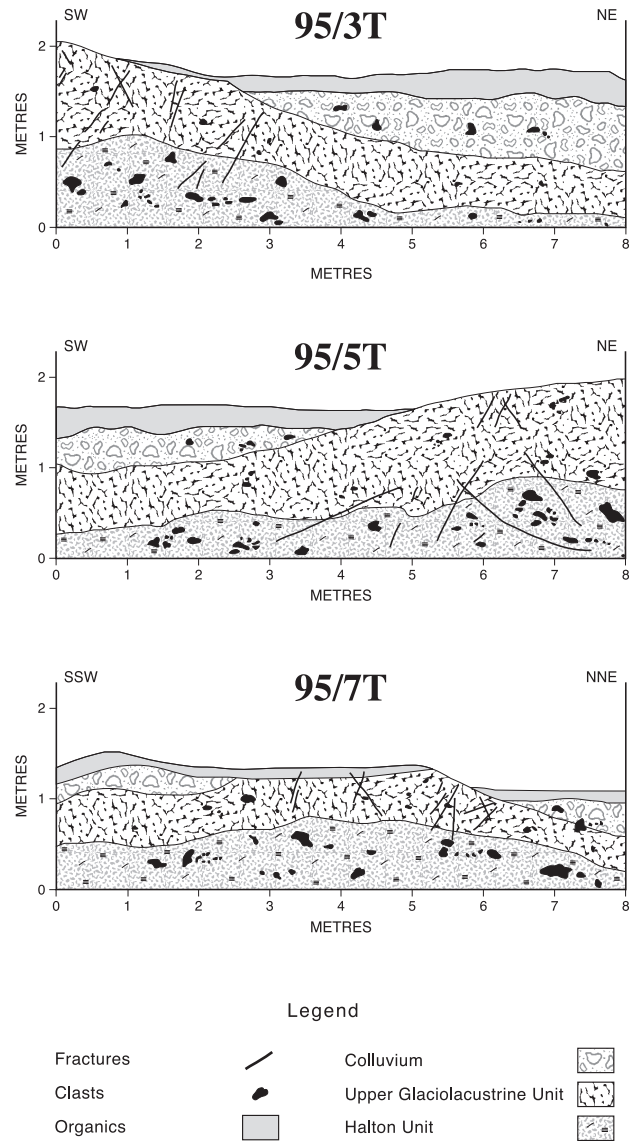 95/3T
SW NE
METRES
2
1
0
0 1 2 3 4 5 6 7 8
METRES
95/5T
SW NE
METRES
2
1
0
0 1 2 3 4 5 6 7 8
METRES
95/7T
SSW NNE
METRES
2
1
0
0 1 2 3 4 5 6 7 8
METRES
Legend
Fractures Colluvium
Clasts Upper Glaciolacustrine Unit
Organics Halton Unit